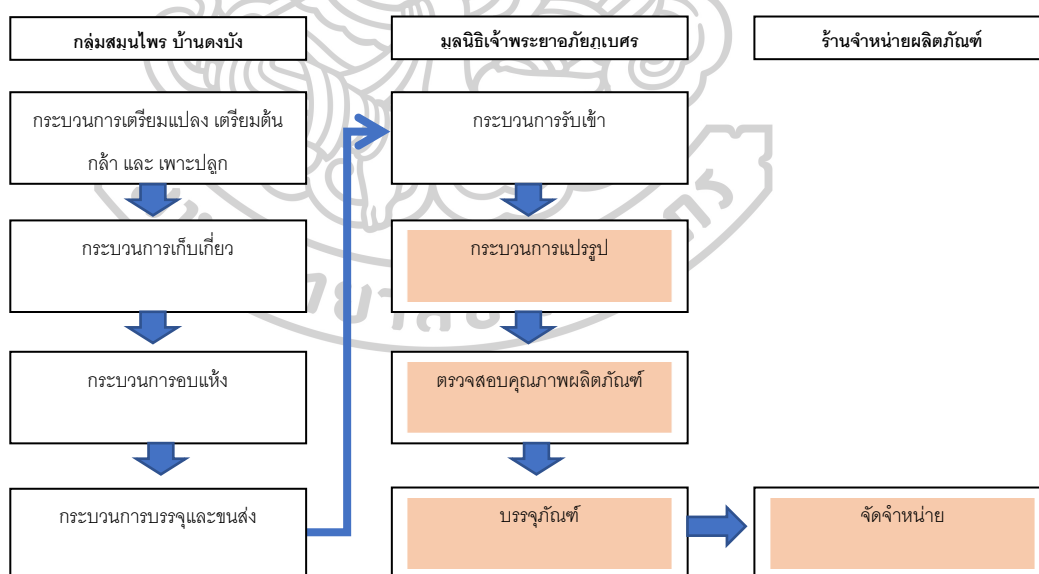 กลุ่มสมุนไพร บ้านดงบัง
มูลนิธิเจ้าพระยาอภัยภูเบศร
ร้านจำหน่ายผลิตภัณฑ์
กระบวนการเตรียมแปลง เตรียมต้น
กล้า และ เพาะปลูก
กระบวนการเก็บเกี่ยว
กระบวนการอบแห้ง
กระบวนการบรรจุและขนส่ง
กระบวนการรับเข้า
กระบวนการแปรรูป
ตรวจสอบคุณภาพผลิตภัณฑ์
บรรจุภัณฑ์
จัดจำหน่าย